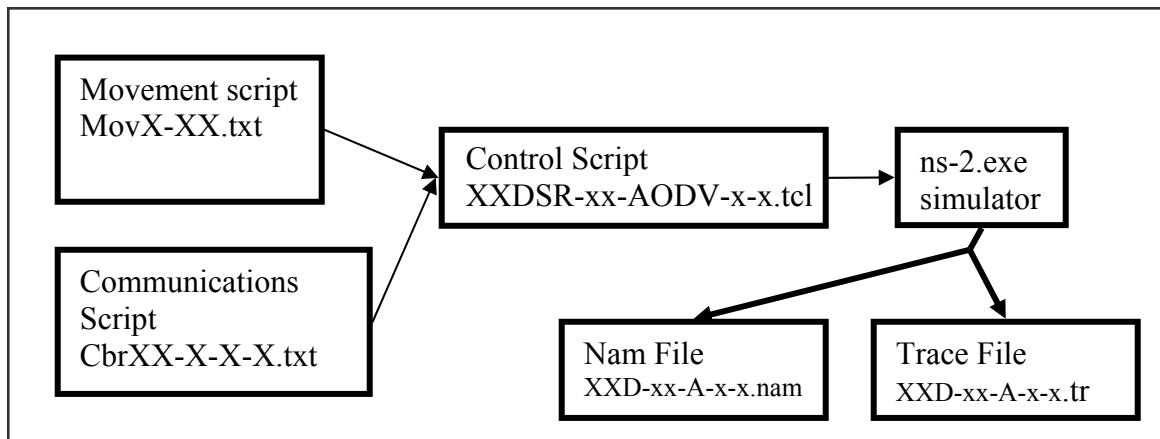 Movement script
MovX-XX.txt
Communications
Script
CbrXX-X-X-X.txt
Control Script
XXDSR-xx-AODV-x-x.tcl
ns-2.exe
simulator
Nam File
XXD-xx-A-x-x.nam
Trace File
XXD-xx-A-x-x.tr